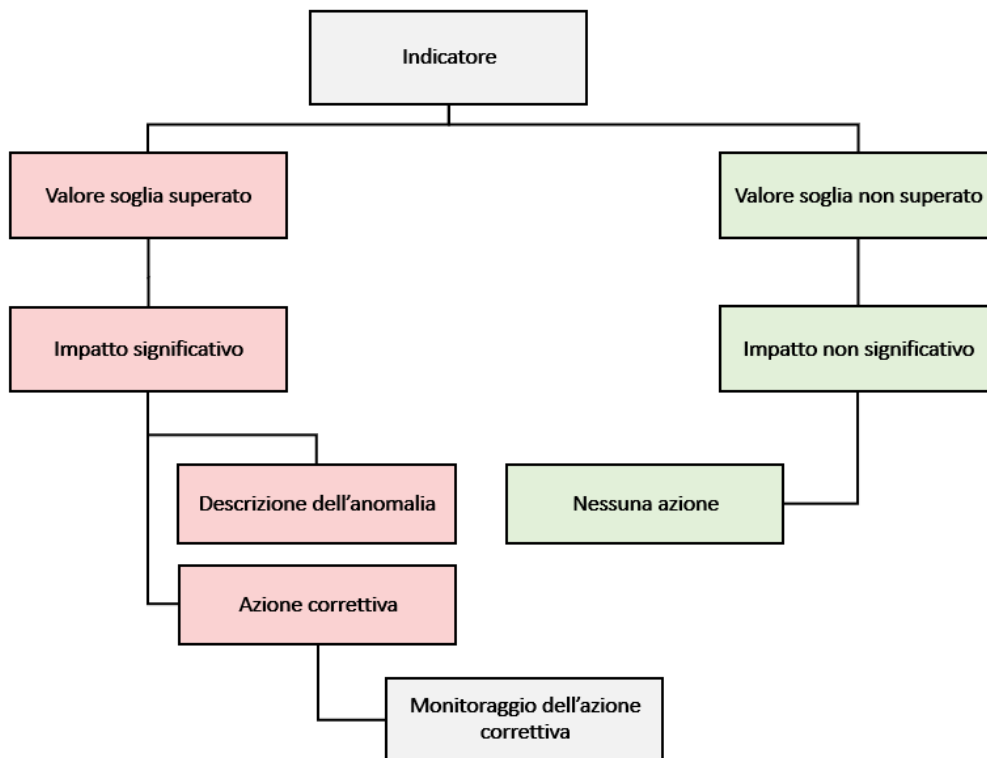 Indicatore
Valore soglia superato
Valore soglia non superato
Impatto significativo
Impatto non significativo
Descrizione dell’anomalia
Nessuna azione
Azione correttiva
Monitoraggio dell’azione
correttiva